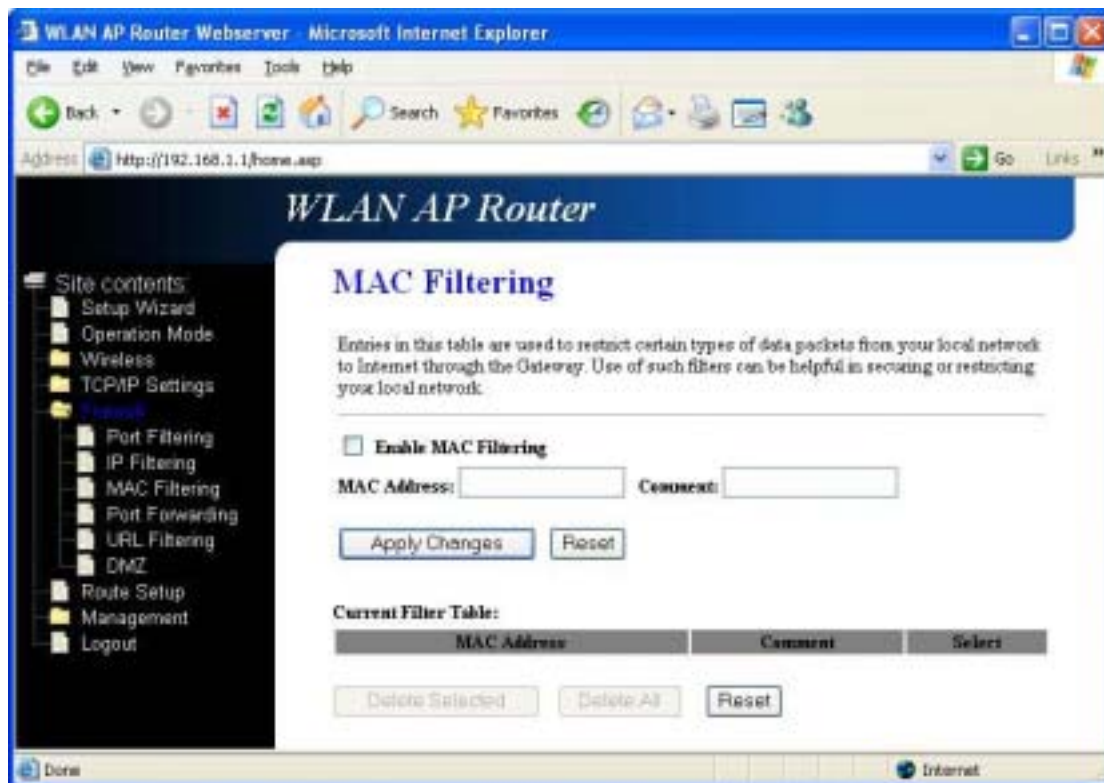 WLAN AP Router Webserver - Microsoft Internet Explorer
File Edit View Favorites Tools Help
Back Search Favorites
Address http://192.168.1.1/home.asp Go Links »
WLAN AP Router
Site contents:
Setup Wizard
Operation Mode
Wireless
TCP/IP Settings
Firewall
Port Filtering
IP Filtering
MAC Filtering
Port Forwarding
URL Filtering
DMZ
Route Setup
Management
Logout
MAC Filtering
Entries in this table are used to restrict certain types of data packets from your local network
to Internet through the Gateway. Use of such filters can be helpful in securing or restricting
your local network.
Enable MAC Filtering
MAC Address: Comment:
Apply Changes Reset
Current Filter Table:
MAC Address Comment Select
Delete Selected Delete All Reset
Done Internet